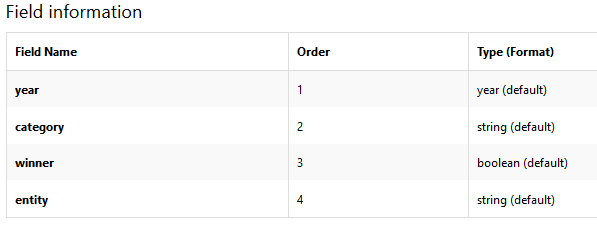 Field information
Field Name Order Type (Format)
year 1 year (default)
category 2 string (default)
winner 3 boolean (default)
entity 4 string (default)